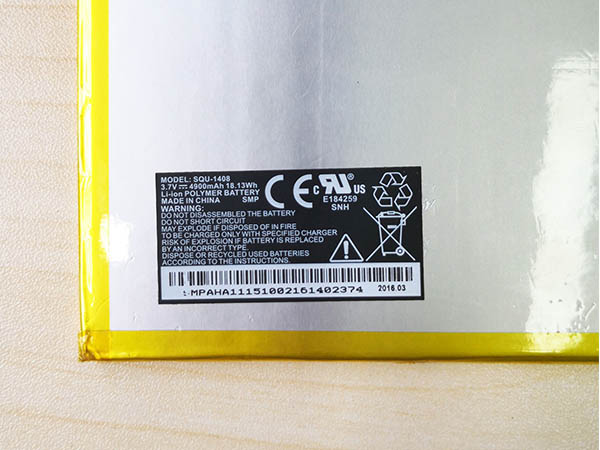 MODEL: SQU-1408
3.7V⎓ 4900mAh 18.13Wh
Li-ion POLYMER BATTERY
MADE IN CHINA SMP
CE c RU US
E184259
SNH
WARNING:
DO NOT DISASSEMBLED THE BATTERY
DO NOT SHORT CIRCUIT
MAY EXPLODE IF DISPOSED OF IN FIRE
TO BE CHARGED ONLY WITH SPECIFIED CHARGER
RISK OF EXPLOSION IF BATTERY IS REPLACED
BY AN INCORRECT TYPE.
DISPOSE OR RECYCLED USED BATTERIES
ACCORDING TO THE INSTRUCTIONS.
MPAHA11151002161402374
2016.03